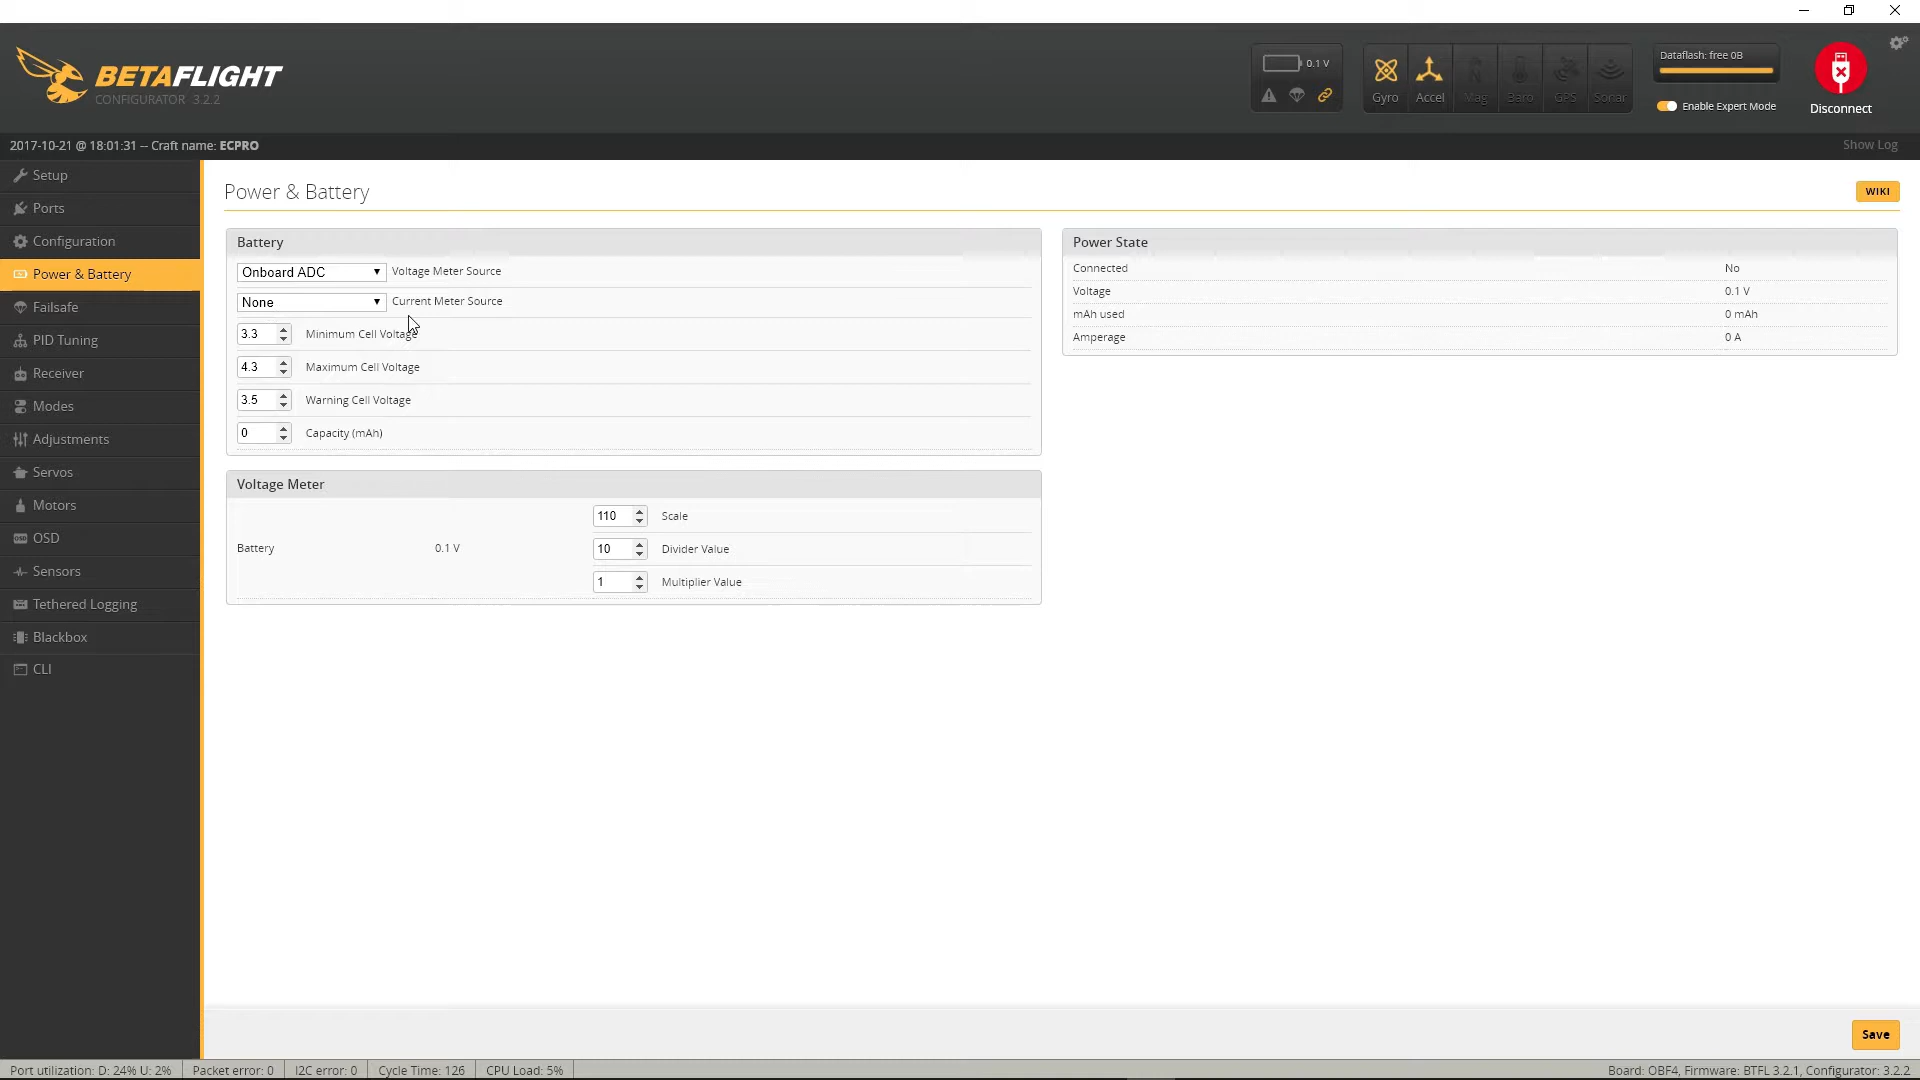 BETAFLIGHT
CONFIGURATOR 3.2.2
0.1 V
Gyro
Accel
Mag
Baro
GPS
Sonar
Dataflash: free 0B
Enable Expert Mode
Disconnect
2017-10-21 @ 18:01:31 -- Craft name: ECPRO
Show Log
Setup
Ports
Configuration
Power & Battery
Failsafe
PID Tuning
Receiver
Modes
Adjustments
Servos
Motors
OSD
Sensors
Tethered Logging
Blackbox
CLI
Power & Battery
WIKI
Battery
Onboard ADC Voltage Meter Source
None Current Meter Source
3.3 Minimum Cell Voltage
4.3 Maximum Cell Voltage
3.5 Warning Cell Voltage
0 Capacity (mAh)
Voltage Meter
Battery 0.1 V
110 Scale
10 Divider Value
1 Multiplier Value
Power State
Connected No
Voltage 0.1 V
mAh used 0 mAh
Amperage 0 A
Save
Port utilization: D: 24% U: 2% Packet error: 0 I2C error: 0 Cycle Time: 126 CPU Load: 5% Board: OBF4, Firmware: BTFL 3.2.1, Configurator: 3.2.2